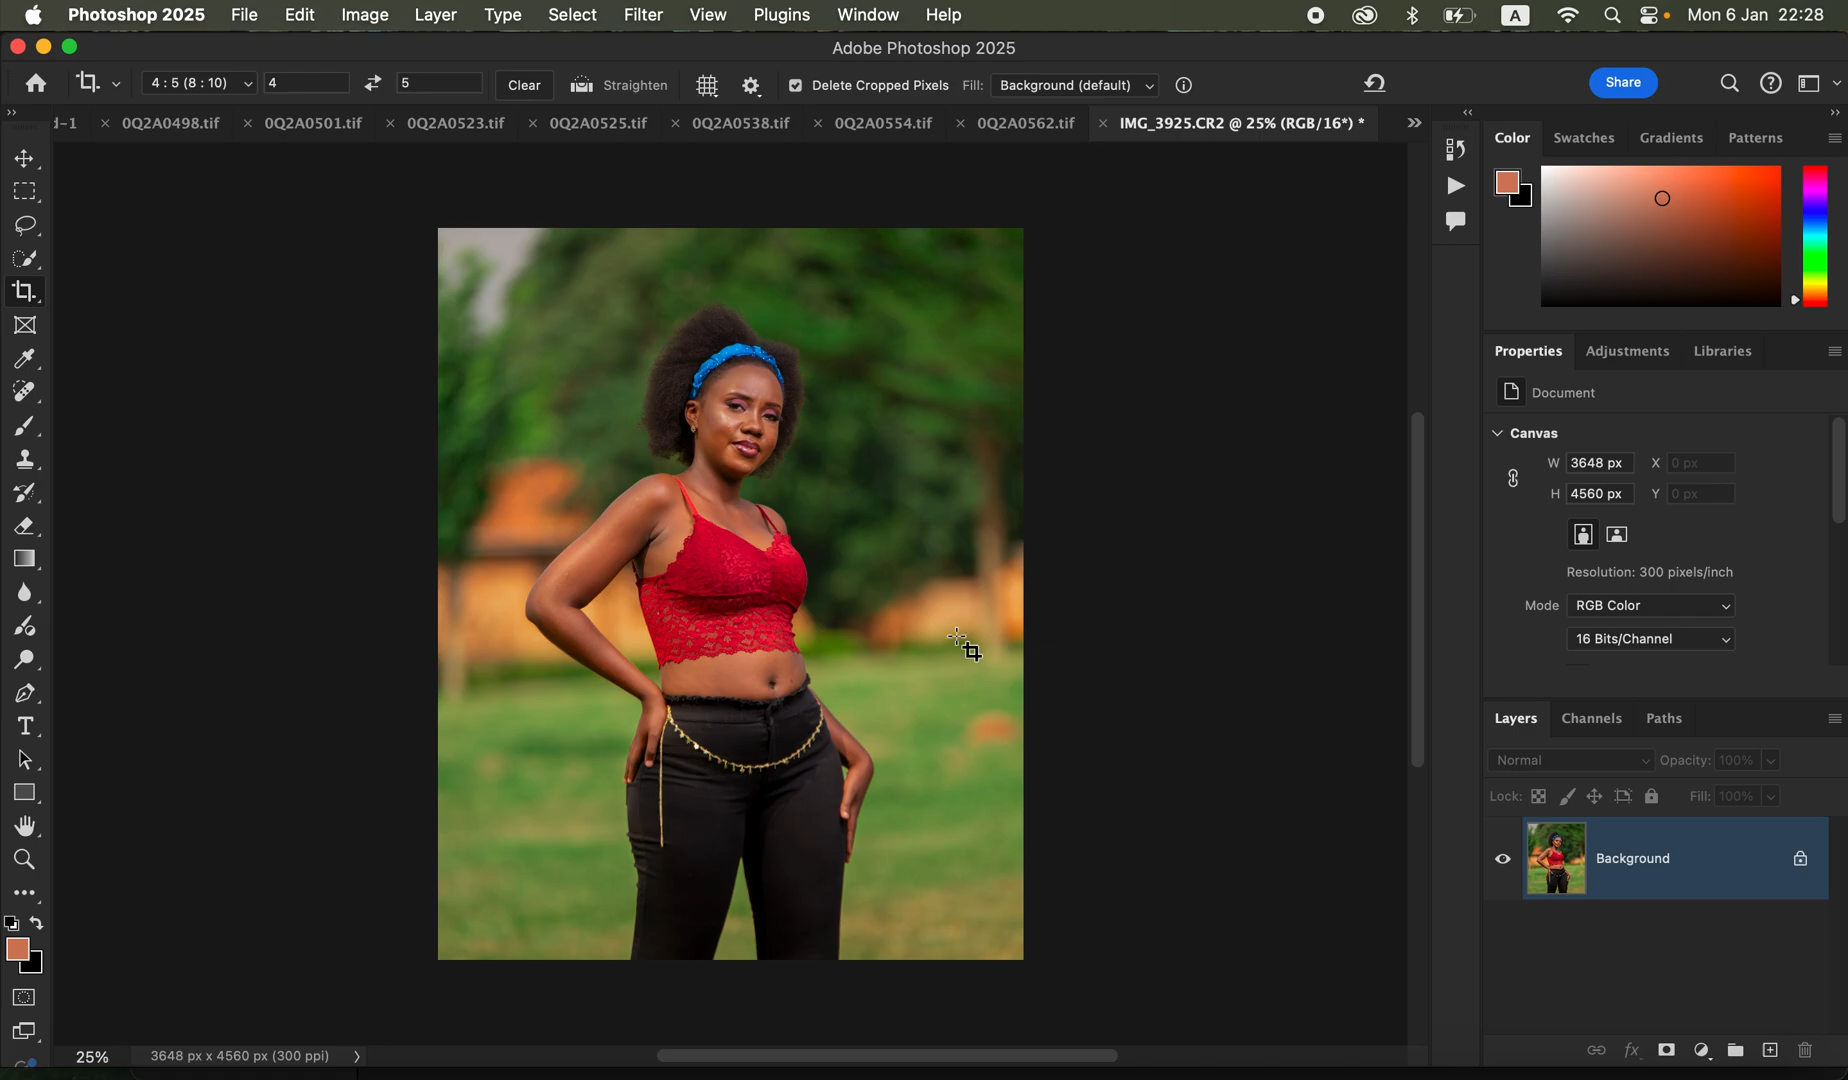 Photoshop 2025 File Edit Image Layer Type Select Filter View Plugins Window Help A Mon 6 Jan 22:28
Adobe Photoshop 2025
4 : 5 (8 : 10) 4 5 Clear Straighten Delete Cropped Pixels Fill: Background (default) Share
d-1 × 0Q2A0498.tif × 0Q2A0501.tif × 0Q2A0523.tif × 0Q2A0525.tif × 0Q2A0538.tif × 0Q2A0554.tif × 0Q2A0562.tif × IMG_3925.CR2 @ 25% (RGB/16*) *
Color Swatches Gradients Patterns
Properties Adjustments Libraries
Document
Canvas
W 3648 px X 0 px
H 4560 px Y 0 px
Resolution: 300 pixels/inch
Mode RGB Color
16 Bits/Channel
Layers Channels Paths
Normal Opacity: 100%
Lock: Fill: 100%
Background
fx
25% 3648 px x 4560 px (300 ppi)